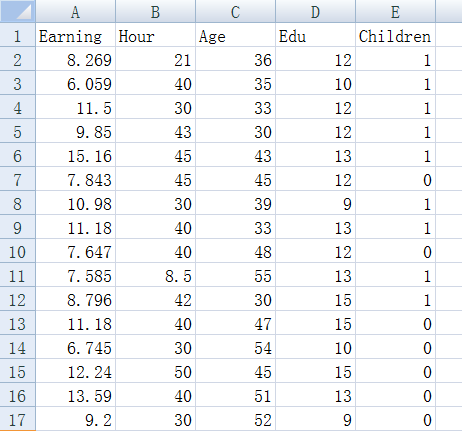 A B C D E
1 Earning Hour Age Edu Children
2 8.269 21 36 12 1
3 6.059 40 35 10 1
4 11.5 30 33 12 1
5 9.85 43 30 12 1
6 15.16 45 43 13 1
7 7.843 45 45 12 0
8 10.98 30 39 9 1
9 11.18 40 33 13 1
10 7.647 40 48 12 0
11 7.585 8.5 55 13 1
12 8.796 42 30 15 1
13 11.18 40 47 15 0
14 6.745 30 54 10 0
15 12.24 50 45 15 0
16 13.59 40 51 13 0
17 9.2 30 52 9 0